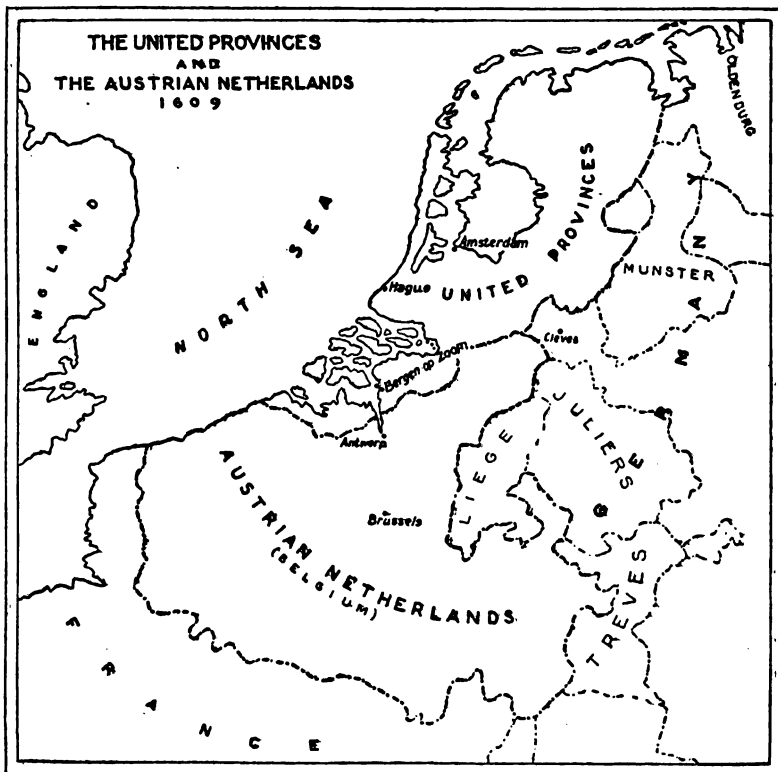 THE UNITED PROVINCES
AND
THE AUSTRIAN NETHERLANDS
1609
OLDENBURG
ENGLAND
NORTH SEA
UNITED PROVINCES
Amsterdam
Hague
MUNSTER
GERMANY
Cleves
Bergen op Zoom
Antwerp
LIEGE
JULIERS
Brüssels
AUSTRIAN NETHERLANDS
(BELGIUM)
TREVES
FRANCE